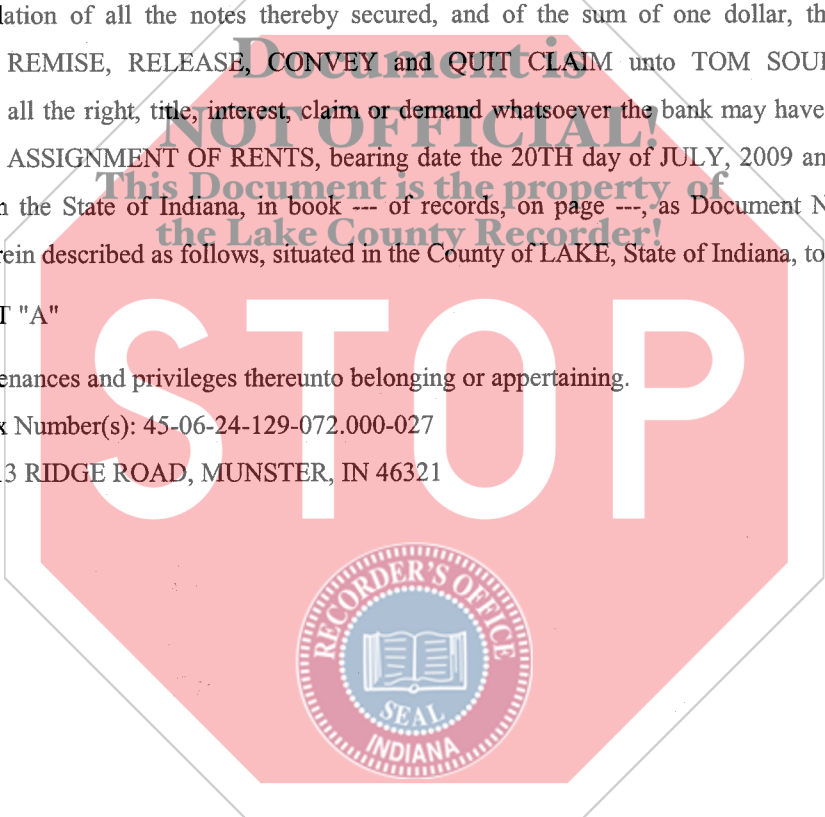 lation of all the notes thereby secured, and of the sum of one dollar, th
REMISE, RELEASE, CONVEY and QUIT CLAIM unto TOM SOU
all the right, title, interest, claim or demand whatsoever the bank may have
ASSIGNMENT OF RENTS, bearing date the 20TH day of JULY, 2009 an
n the State of Indiana, in book --- of records, on page ---, as Document N
rein described as follows, situated in the County of LAKE, State of Indiana, to
T "A"
enances and privileges thereunto belonging or appertaining.
x Number(s): 45-06-24-129-072.000-027
13 RIDGE ROAD, MUNSTER, IN 46321
Document is
NOT OFFICIAL!
This Document is the property of
the Lake County Recorder!
STOP
RECORDER'S OFFICE
SEAL
INDIANA